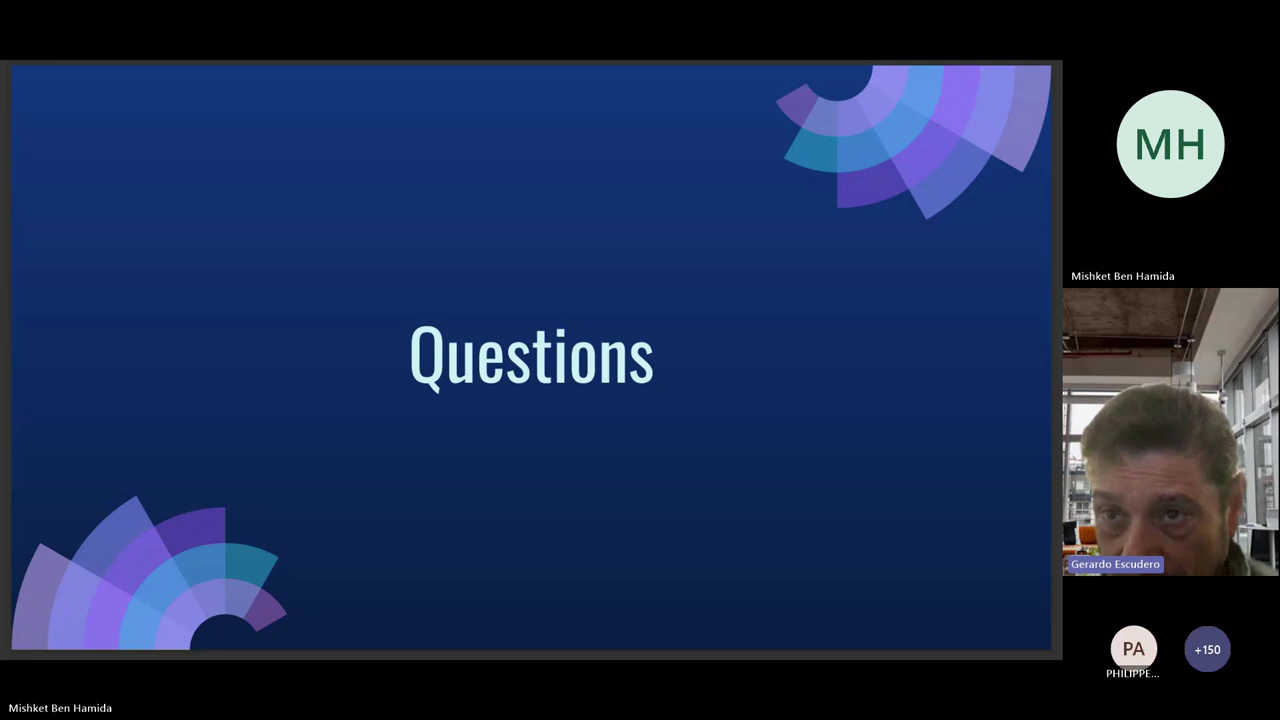 Questions
MH
Mishket Ben Hamida
Gerardo Escudero
PA
PHILIPPE...
+150
Mishket Ben Hamida